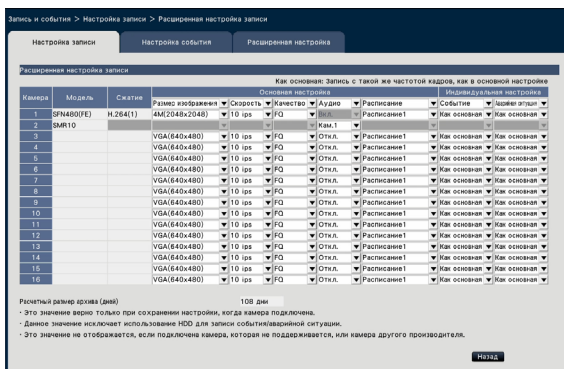 Запись и события > Настройка записи > Расширенная настройка записи
Настройка записи Настройка события Расширенная настройка
Расширенная настройка записи
Как основная: Запись с такой же частотой кадров, как в основной настройке
Камера Модель Сжатие Основная настройка Индивидуальная настройка
Размер изображения Скорость Качество Аудио Расписание Событие Аварийная ситуация
1 SFN480(FE) H.264(1) 4M(2048x2048) 10 ips FQ Вкл. Расписание1 Как основная Как основная
2 SMR10 Кам.1
3 VGA(640x480) 10 ips FQ Откл. Расписание1 Как основная Как основная
4 VGA(640x480) 10 ips FQ Откл. Расписание1 Как основная Как основная
5 VGA(640x480) 10 ips FQ Откл. Расписание1 Как основная Как основная
6 VGA(640x480) 10 ips FQ Откл. Расписание1 Как основная Как основная
7 VGA(640x480) 10 ips FQ Откл. Расписание1 Как основная Как основная
8 VGA(640x480) 10 ips FQ Откл. Расписание1 Как основная Как основная
9 VGA(640x480) 10 ips FQ Откл. Расписание1 Как основная Как основная
10 VGA(640x480) 10 ips FQ Откл. Расписание1 Как основная Как основная
11 VGA(640x480) 10 ips FQ Откл. Расписание1 Как основная Как основная
12 VGA(640x480) 10 ips FQ Откл. Расписание1 Как основная Как основная
13 VGA(640x480) 10 ips FQ Откл. Расписание1 Как основная Как основная
14 VGA(640x480) 10 ips FQ Откл. Расписание1 Как основная Как основная
15 VGA(640x480) 10 ips FQ Откл. Расписание1 Как основная Как основная
16 VGA(640x480) 10 ips FQ Откл. Расписание1 Как основная Как основная
Расчетный размер архива (дней) 108 дни
· Это значение верно только при сохранении настройки, когда камера подключена.
· Данное значение исключает использование HDD для записи события/аварийной ситуации.
· Это значение не отображается, если подключена камера, которая не поддерживается, или камера другого производителя.
Назад